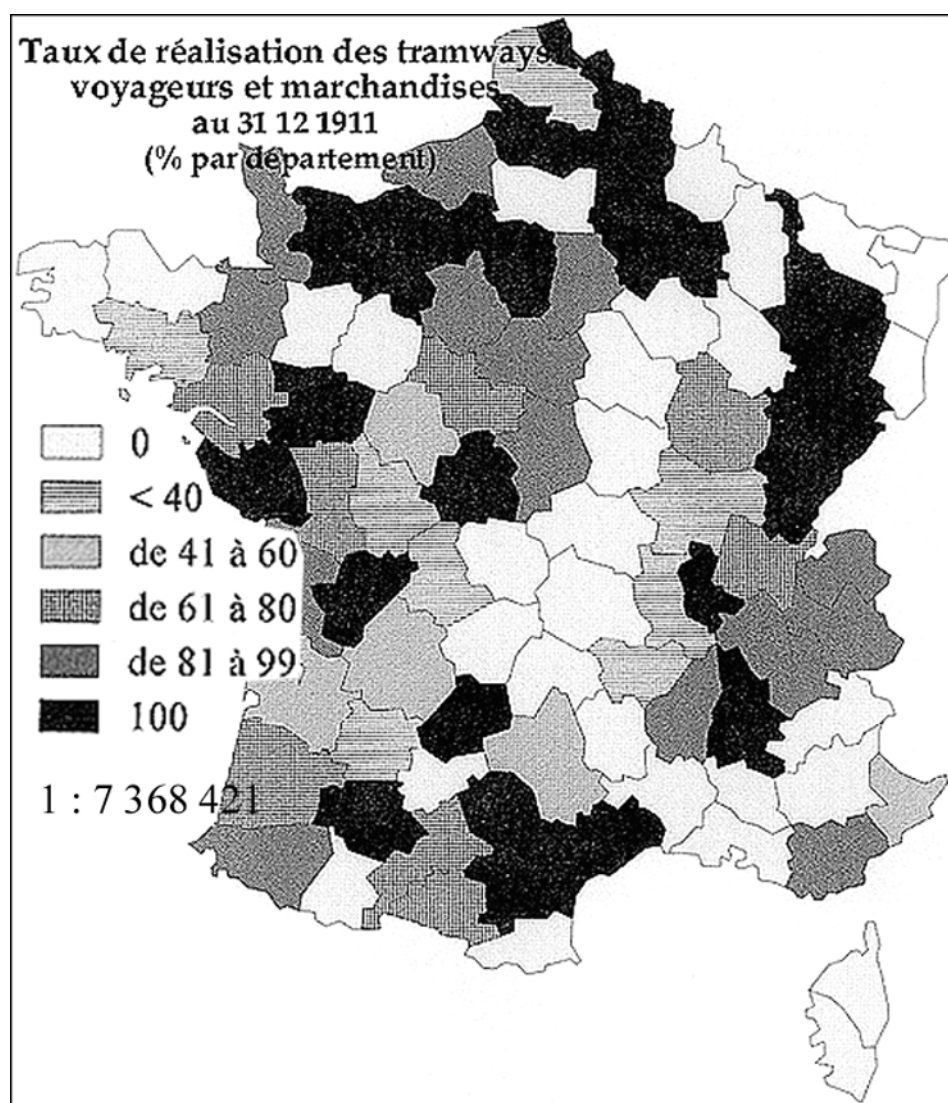 Taux de réalisation des tramways
voyageurs et marchandises
au 31 12 1911
(% par département)
0
< 40
de 41 à 60
de 61 à 80
de 81 à 99
100
1 : 7 368 421